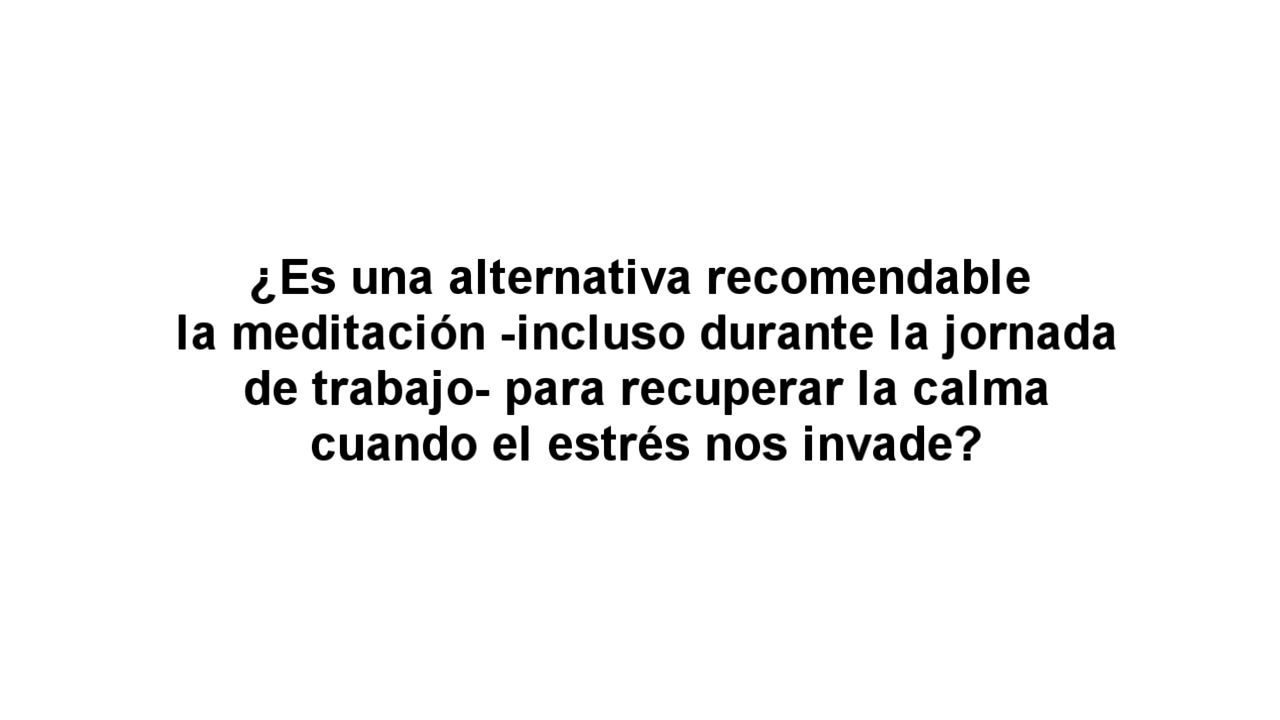 ¿Es una alternativa recomendable
la meditación -incluso durante la jornada
de trabajo- para recuperar la calma
cuando el estrés nos invade?